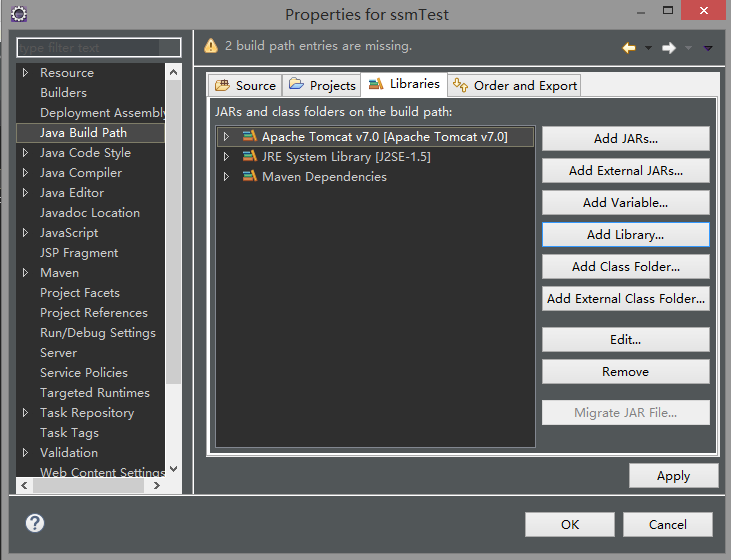 Properties for ssmTest
type filter text
2 build path entries are missing.
Resource
Builders
Deployment Assembly
Java Build Path
Java Code Style
Java Compiler
Java Editor
Javadoc Location
JavaScript
JSP Fragment
Maven
Project Facets
Project References
Run/Debug Settings
Server
Service Policies
Targeted Runtimes
Task Repository
Task Tags
Validation
Web Content Settings
Source
Projects
Libraries
Order and Export
JARs and class folders on the build path:
Apache Tomcat v7.0 [Apache Tomcat v7.0]
JRE System Library [J2SE-1.5]
Maven Dependencies
Add JARs...
Add External JARs...
Add Variable...
Add Library...
Add Class Folder...
Add External Class Folder...
Edit...
Remove
Migrate JAR File...
Apply
OK
Cancel